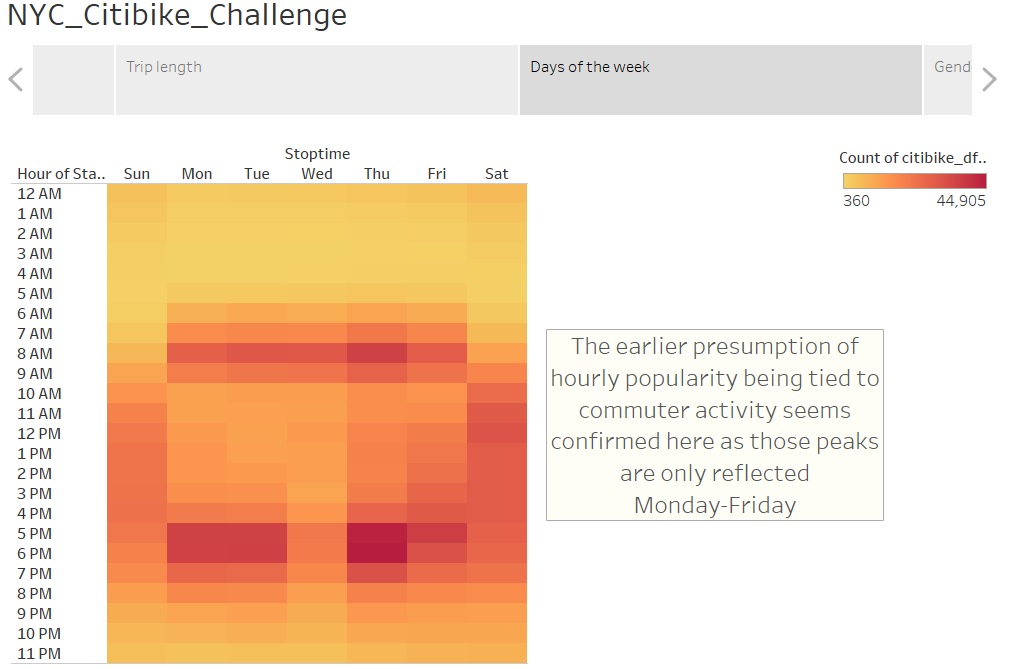 NYC_Citibike_Challenge
Trip length
Days of the week
Gend
Stoptime
Hour of Sta.. Sun Mon Tue Wed Thu Fri Sat
12 AM
1 AM
2 AM
3 AM
4 AM
5 AM
6 AM
7 AM
8 AM
9 AM
10 AM
11 AM
12 PM
1 PM
2 PM
3 PM
4 PM
5 PM
6 PM
7 PM
8 PM
9 PM
10 PM
11 PM
Count of citibike_df..
360 44,905
The earlier presumption of
hourly popularity being tied to
commuter activity seems
confirmed here as those peaks
are only reflected
Monday-Friday